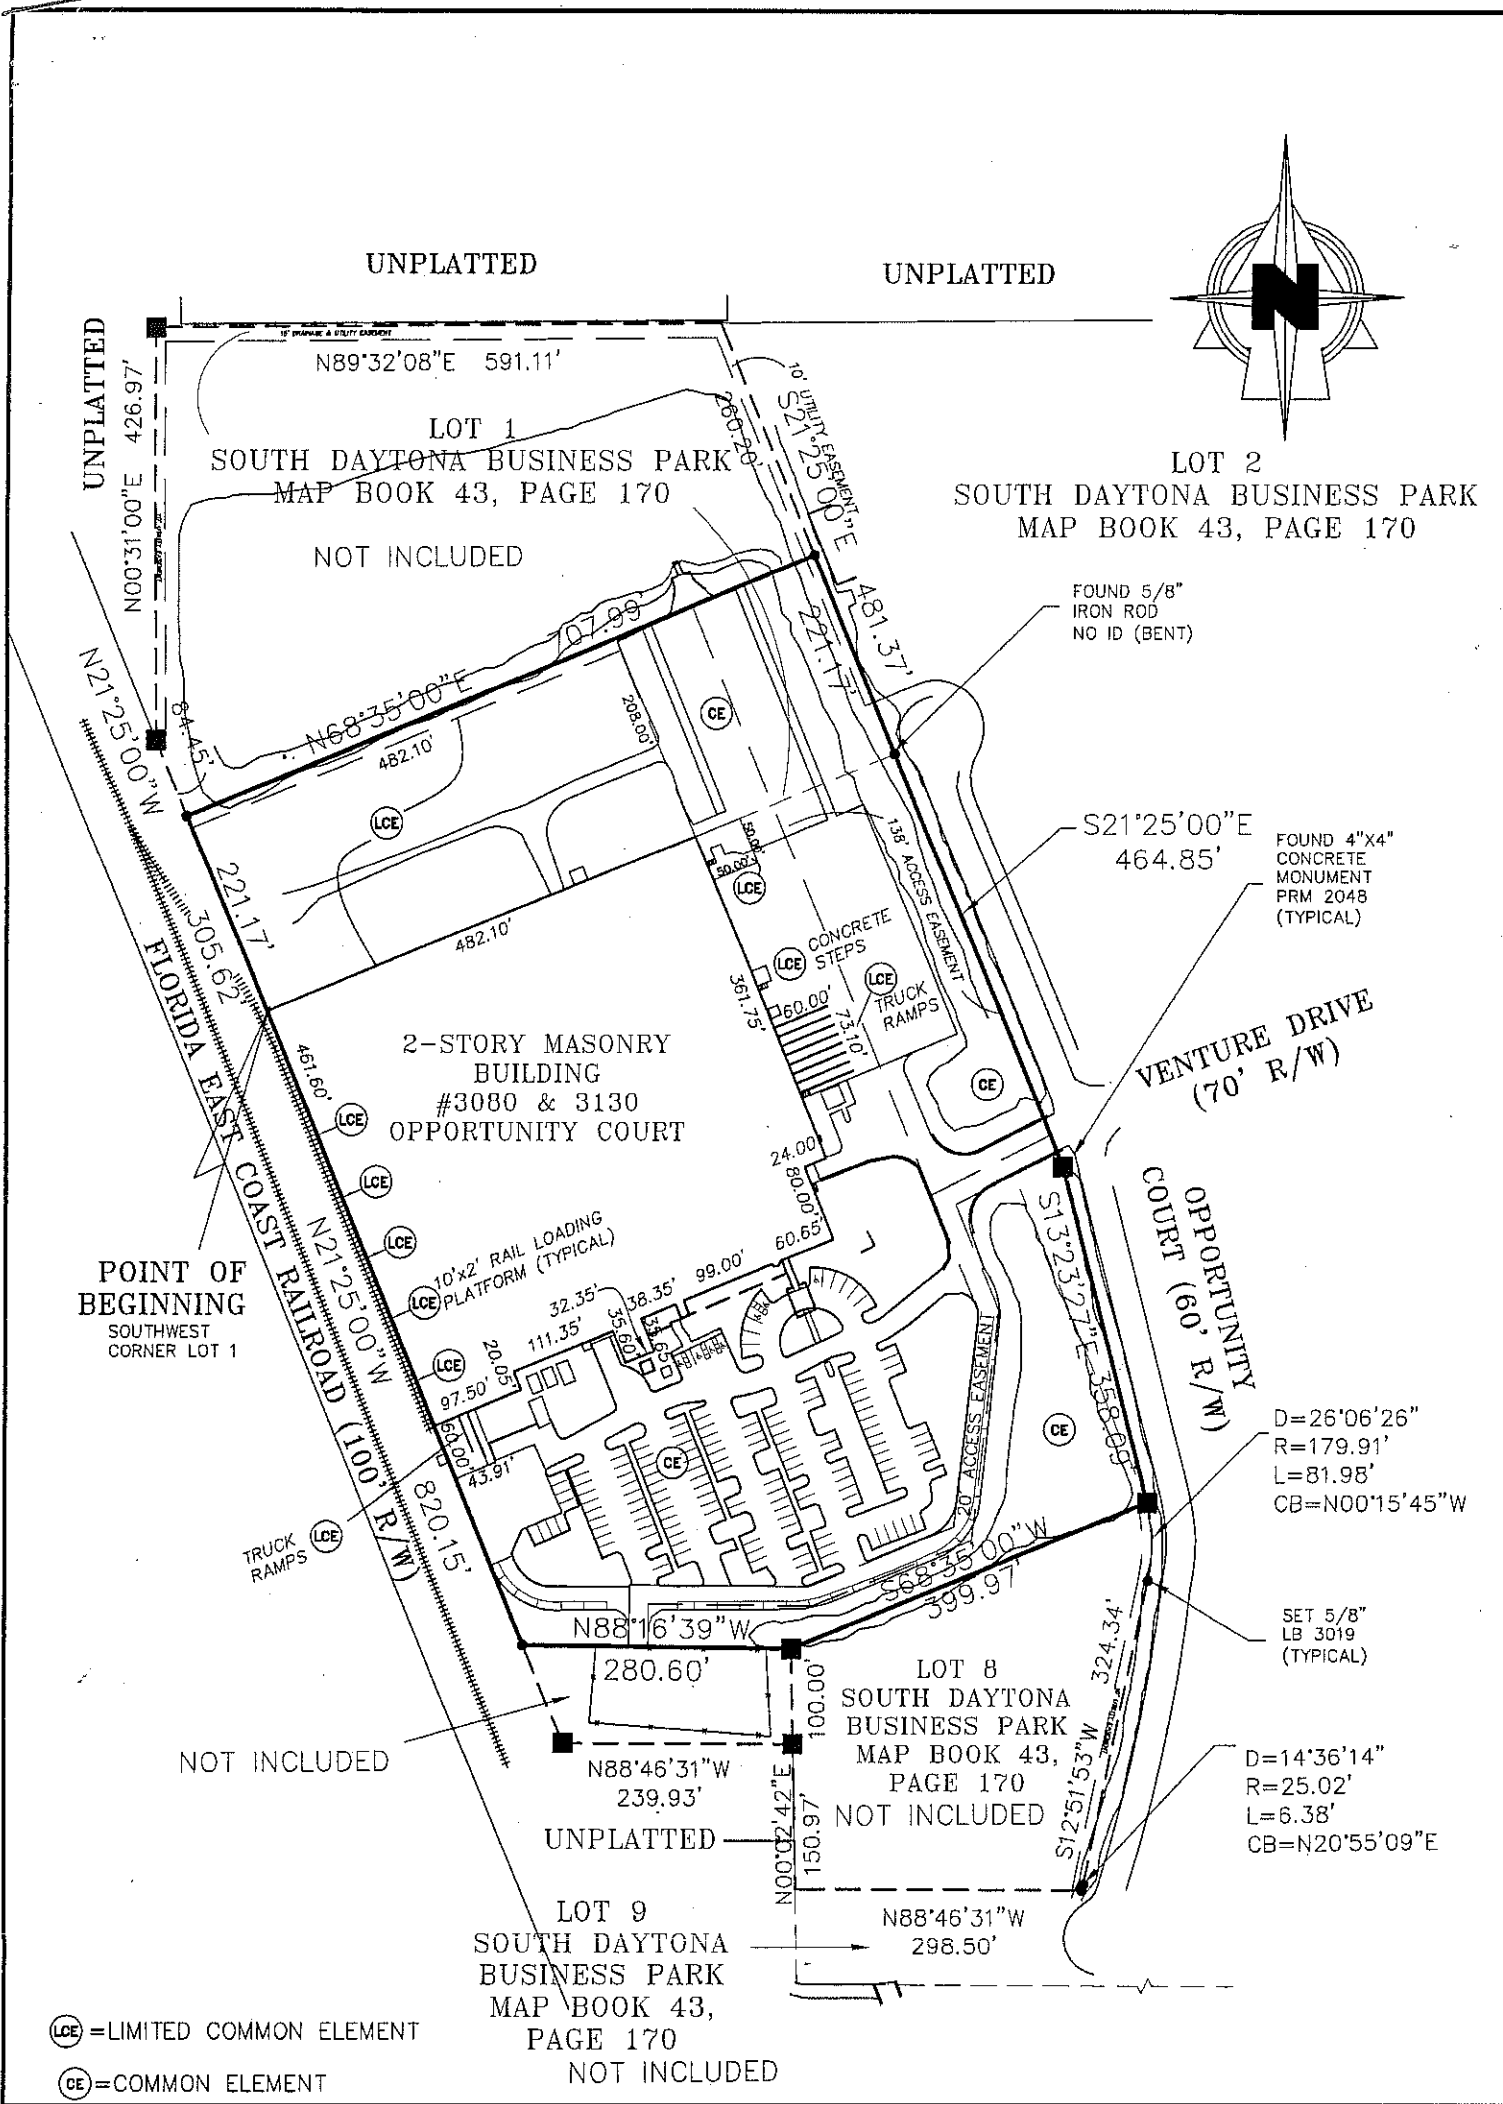 UNPLATTED
UNPLATTED
UNPLATTED
N
15' DRAINAGE & UTILITY EASEMENT
N89°32'08"E 591.11'
N00°31'00"E 426.97'
10' UTILITY EASEMENT
S21°25'00"E
260.20'
481.37'
LOT 1
SOUTH DAYTONA BUSINESS PARK
MAP BOOK 43, PAGE 170
NOT INCLUDED
LOT 2
SOUTH DAYTONA BUSINESS PARK
MAP BOOK 43, PAGE 170
FOUND 5/8"
IRON ROD
NO ID (BENT)
N21°25'00"W
84.45'
N68°35'00"E
07.99'
221.17'
482.10'
208.00'
CE
LCE
S21°25'00"E
464.85'
FOUND 4"X4"
CONCRETE
MONUMENT
PRM 2048
(TYPICAL)
138' ACCESS EASEMENT
50.00'
50.00'
LCE
221.17'
305.62'
482.10'
LCE
CONCRETE
STEPS
LCE
TRUCK
RAMPS
361.75'
60.00'
73.10'
FLORIDA EAST COAST RAILROAD (100' R/W)
461.60'
2-STORY MASONRY
BUILDING
#3080 & 3130
OPPORTUNITY COURT
CE
VENTURE DRIVE
(70' R/W)
LCE
LCE
LCE
LCE
LCE
24.00'
80.00'
60.65'
OPPORTUNITY
COURT (60' R/W)
S13°23'27"E 358.09'
N21°25'00"W
10'x2' RAIL LOADING
PLATFORM (TYPICAL)
POINT OF
BEGINNING
SOUTHWEST
CORNER LOT 1
99.00'
38.35'
32.35'
35.60'
35.65'
111.35'
20.05'
97.50'
60.00'
43.91'
820.15'
20' ACCESS EASEMENT
CE
CE
D=26°06'26"
R=179.91'
L=81.98'
CB=N00°15'45"W
TRUCK
RAMPS
LCE
S68°35'00"W
399.97'
N88°16'39"W
280.60'
SET 5/8"
LB 3019
(TYPICAL)
324.34'
S12°51'53"W
NOT INCLUDED
100.00'
LOT 8
SOUTH DAYTONA
BUSINESS PARK
MAP BOOK 43,
PAGE 170
NOT INCLUDED
N88°46'31"W
239.93'
UNPLATTED
N00°02'42"E
150.97'
D=14°36'14"
R=25.02'
L=6.38'
CB=N20°55'09"E
N88°46'31"W
298.50'
LOT 9
SOUTH DAYTONA
BUSINESS PARK
MAP BOOK 43,
PAGE 170
NOT INCLUDED
LCE =LIMITED COMMON ELEMENT
CE =COMMON ELEMENT